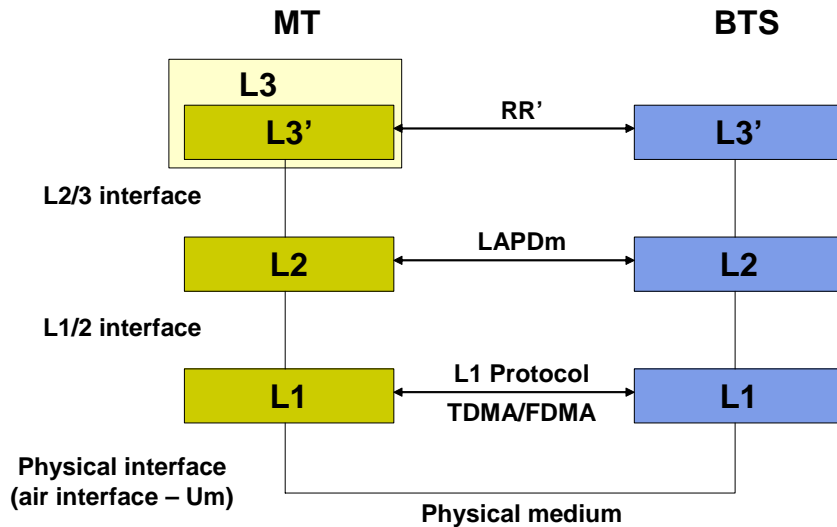 MT
BTS
L3
L3’
RR’
L3’
L2/3 interface
L2
LAPDm
L2
L1/2 interface
L1
L1 Protocol
TDMA/FDMA
L1
Physical interface
(air interface – Um)
Physical medium